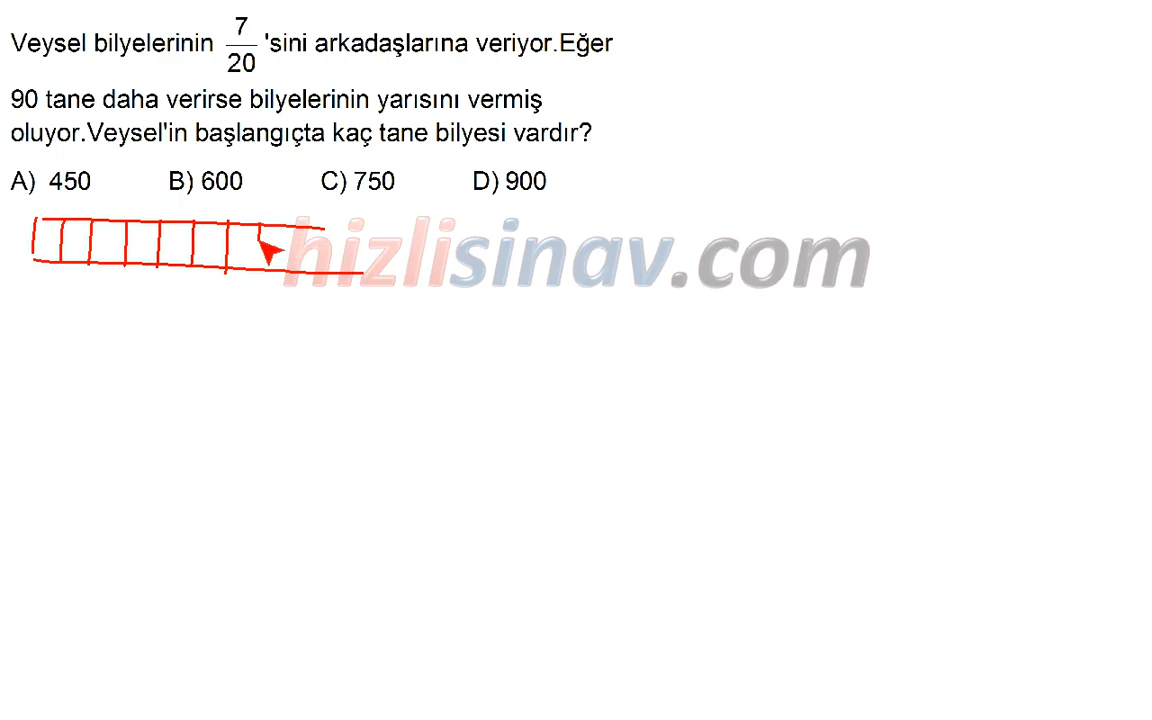 Veysel bilyelerinin 7/20 'sini arkadaşlarına veriyor.Eğer
90 tane daha verirse bilyelerinin yarısını vermiş
oluyor.Veysel'in başlangıçta kaç tane bilyesi vardır?
A) 450 B) 600 C) 750 D) 900
hizlisinav.com